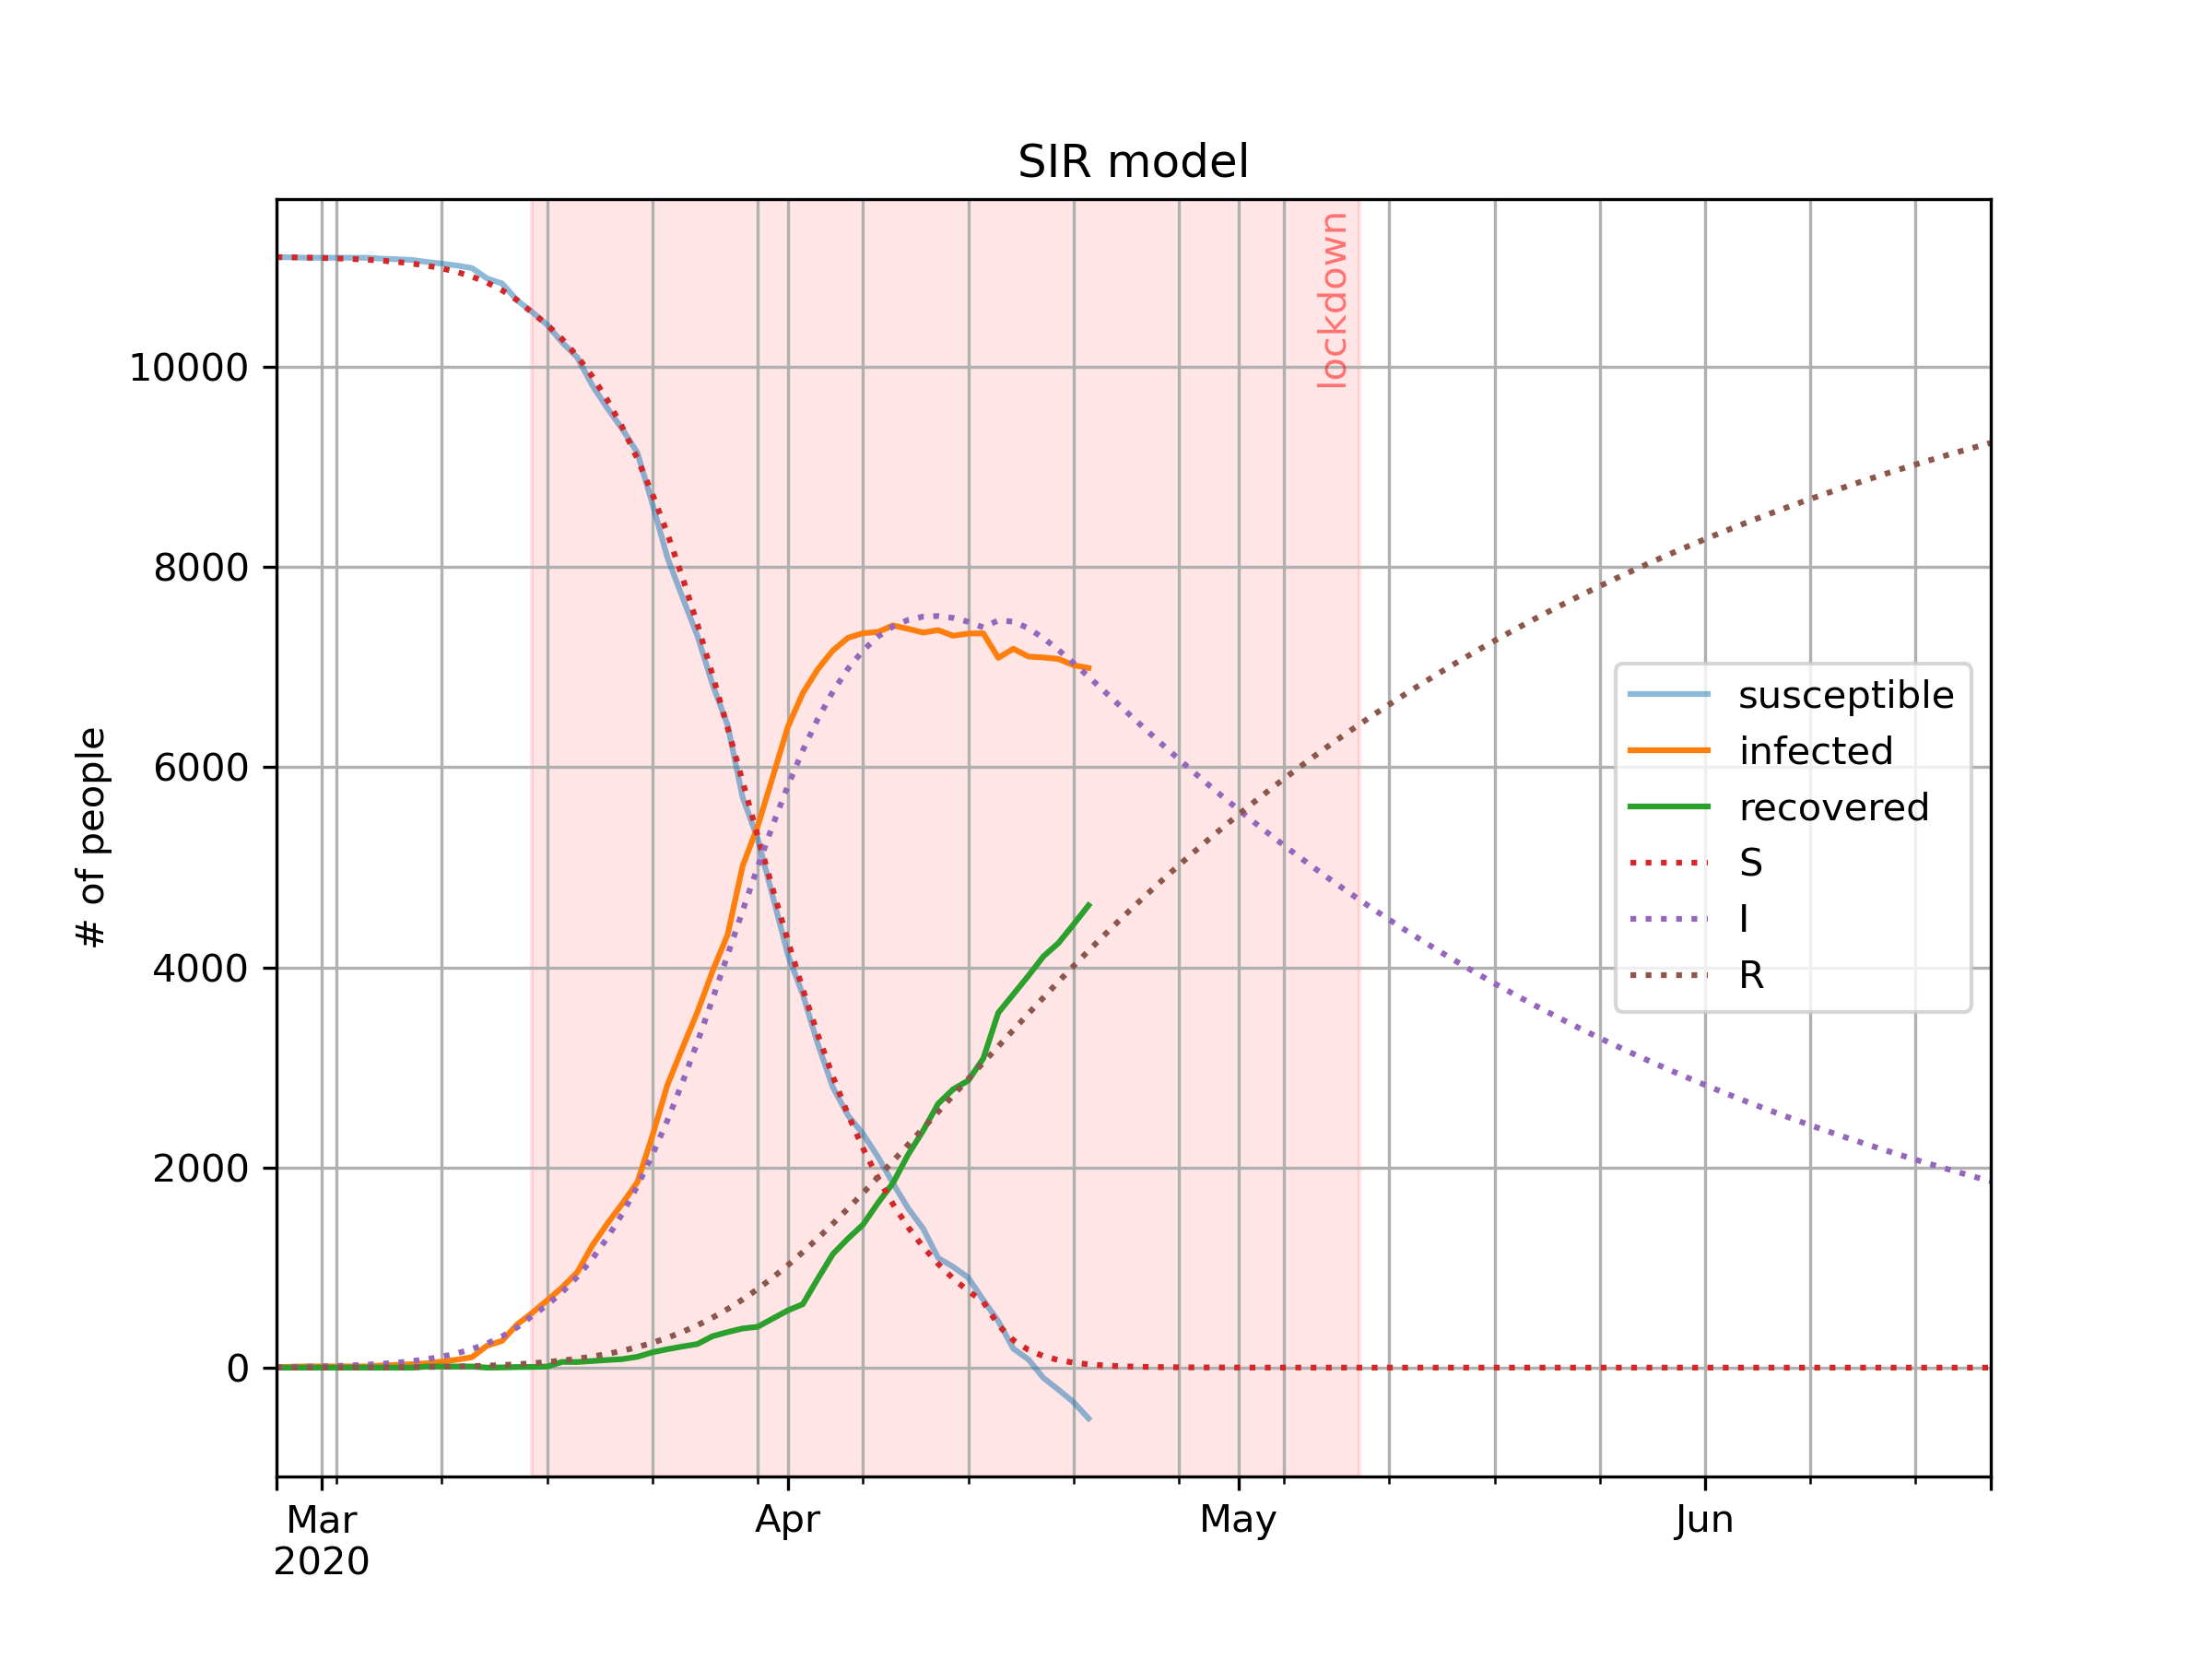 SIR model
lockdown
# of people
10000
8000
6000
4000
2000
0
susceptible
infected
recovered
S
I
R
Mar
2020
Apr
May
Jun